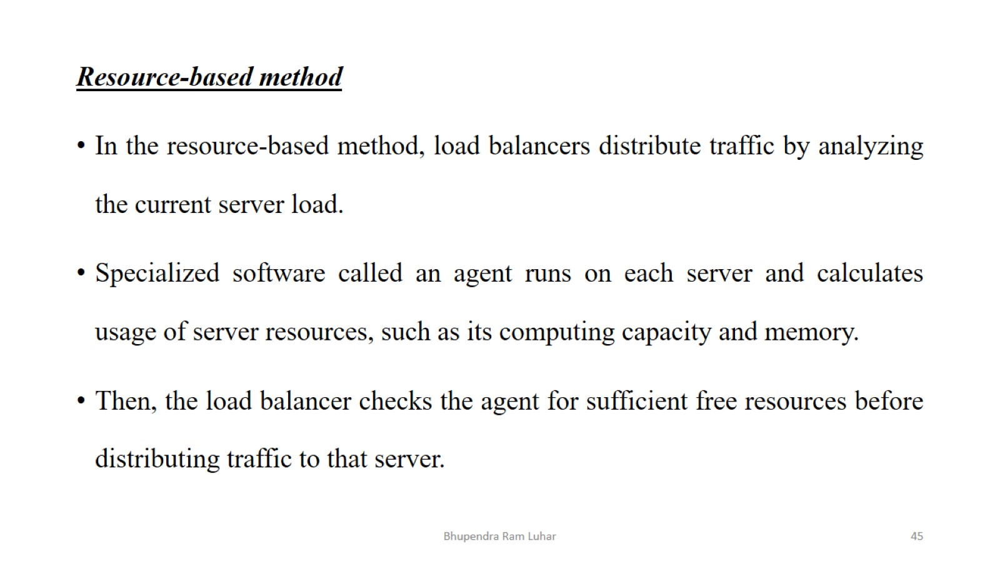 Resource-based method
• In the resource-based method, load balancers distribute traffic by analyzing
the current server load.
• Specialized software called an agent runs on each server and calculates
usage of server resources, such as its computing capacity and memory.
• Then, the load balancer checks the agent for sufficient free resources before
distributing traffic to that server.
Bhupendra Ram Luhar
45